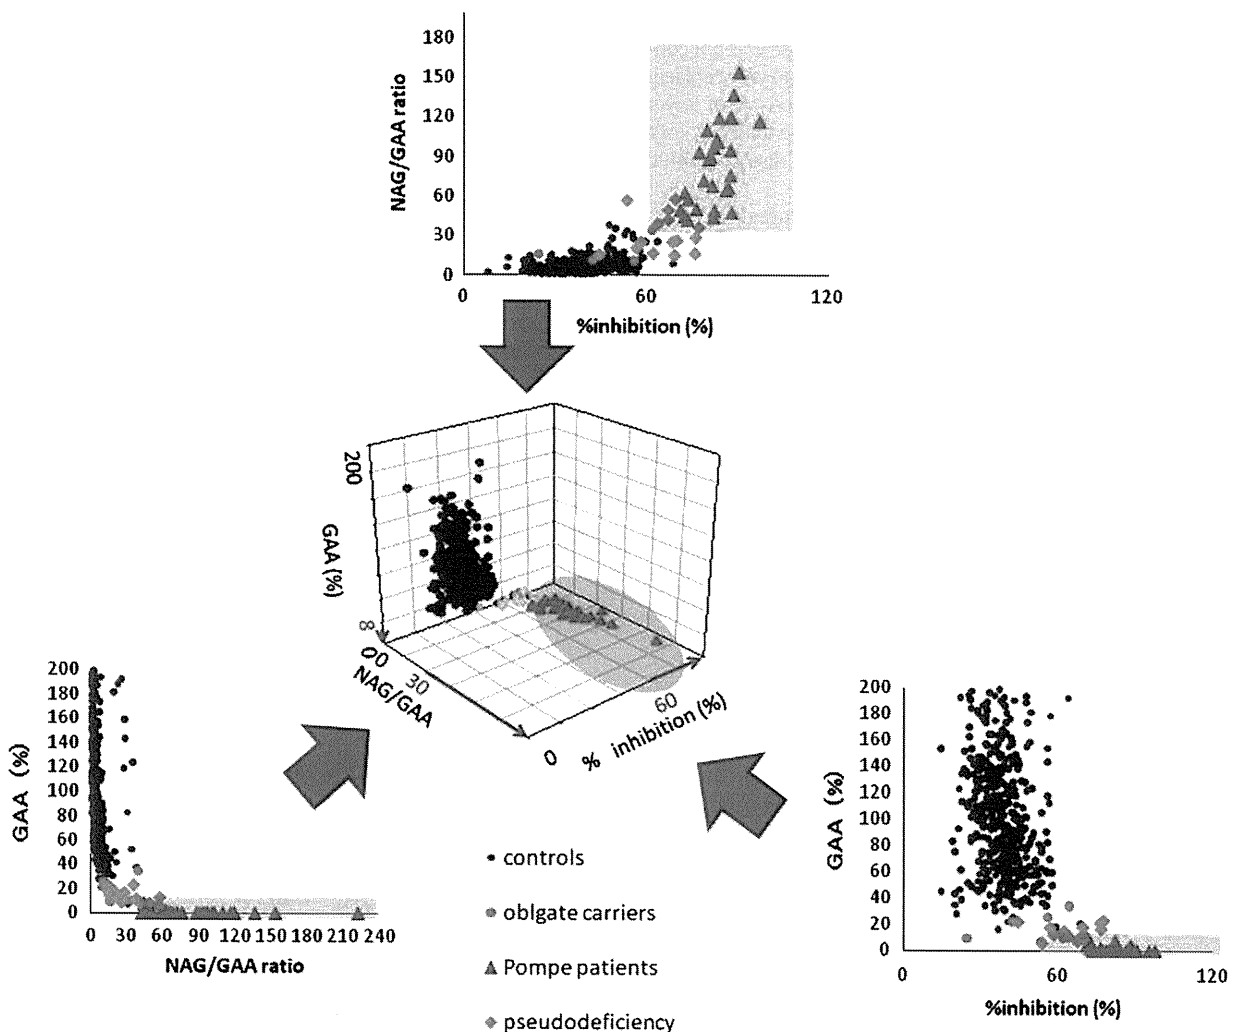 180
150
120
90
60
30
0
NAG/GAA ratio
0 60 120
%inhibition (%)
200
GAA (%)
8
0
0
30
NAG/GAA
0
60
% inhibition (%)
200
180
160
140
120
100
80
60
40
20
0
GAA (%)
0 30 60 90 120 150 180 210 240
NAG/GAA ratio
controls
oblgate carriers
Pompe patients
pseudodeficiency
200
180
160
140
120
100
80
60
40
20
0
GAA (%)
0 60 120
%inhibition (%)